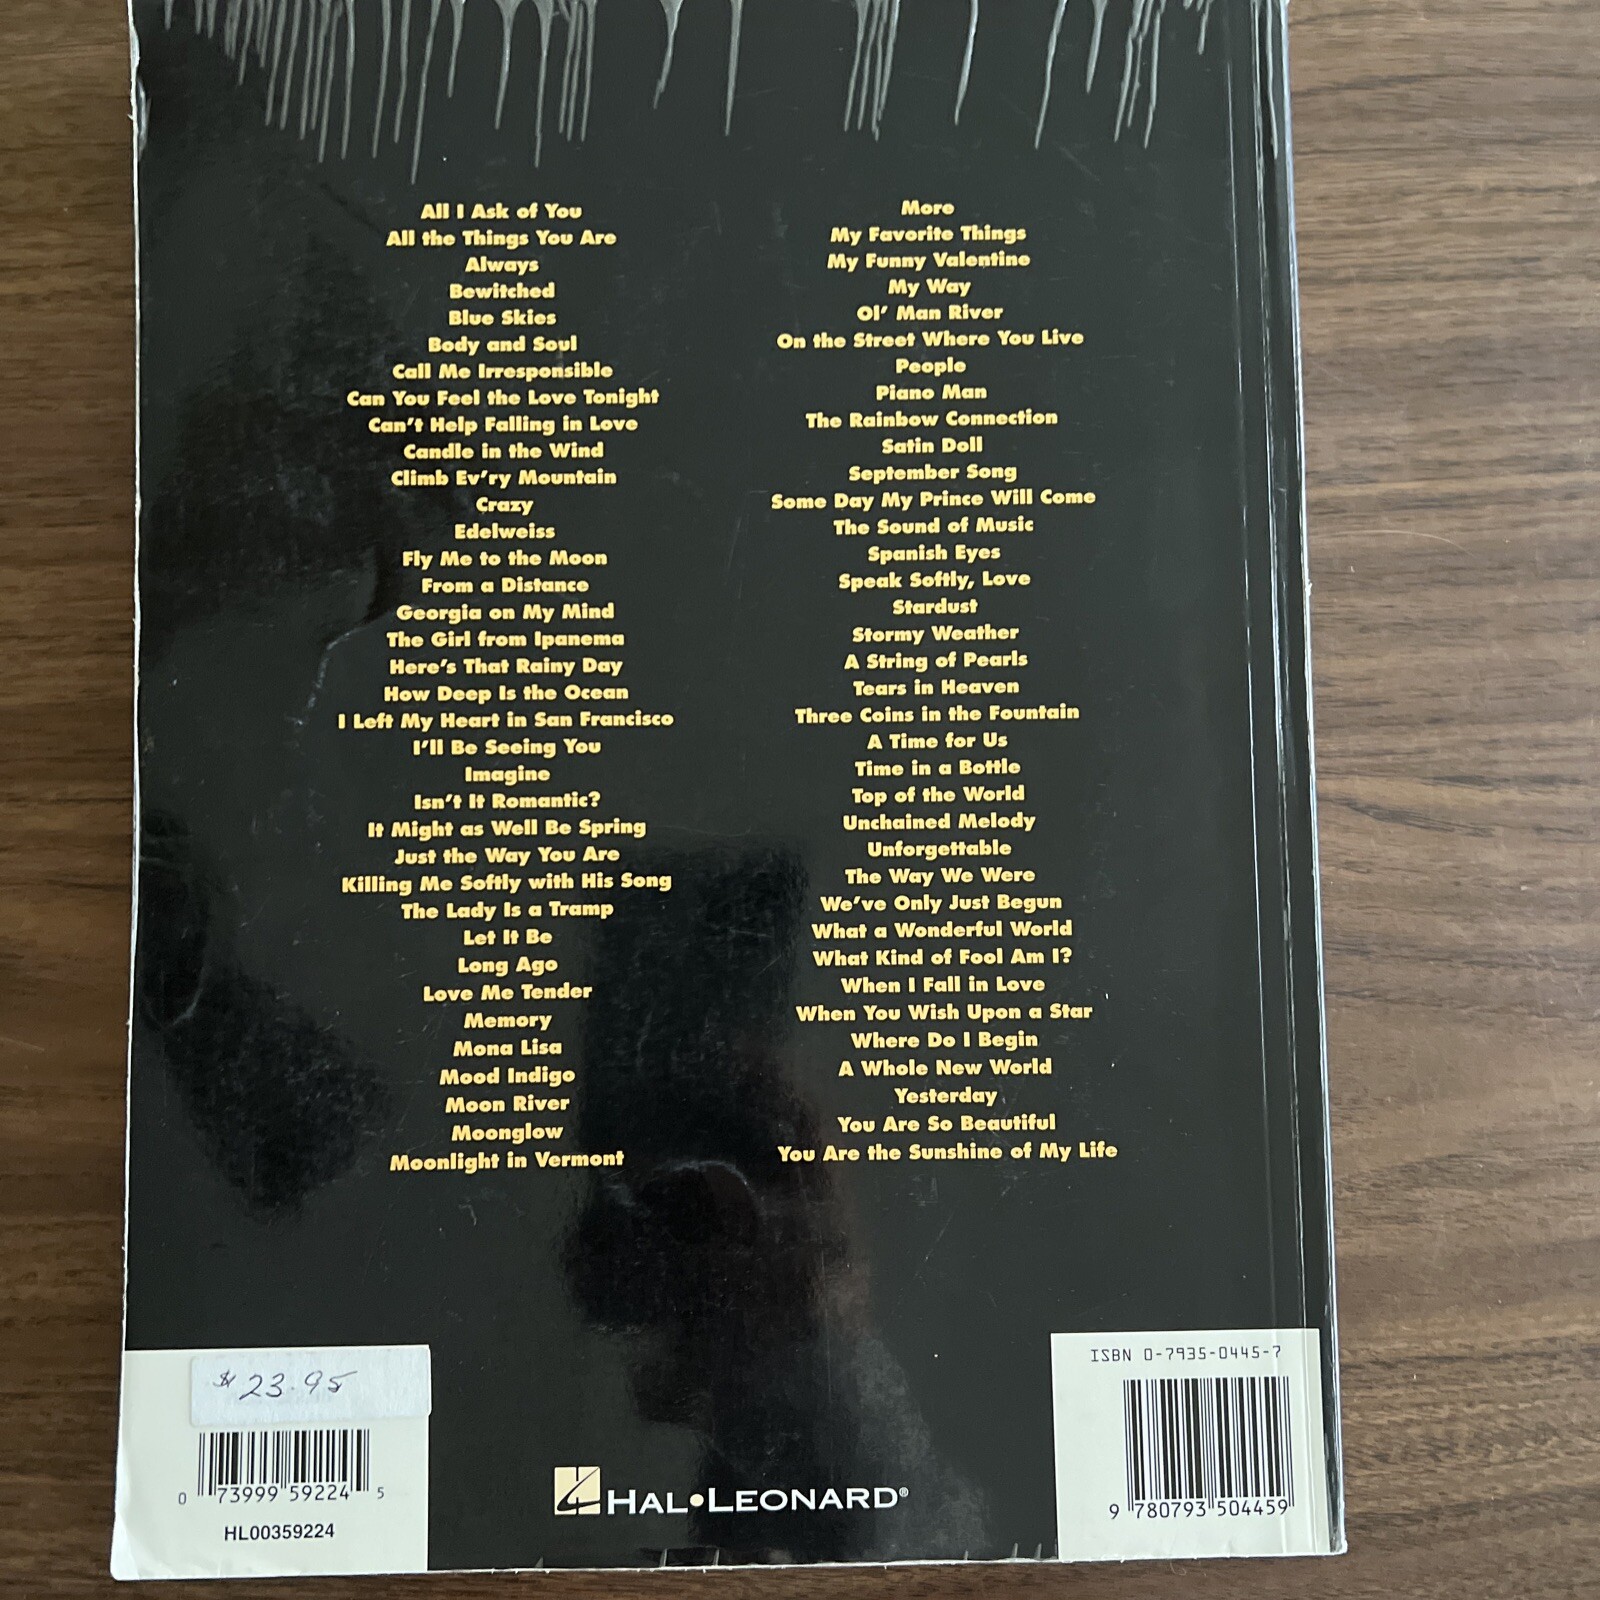 All I Ask of You
All the Things You Are
Always
Bewitched
Blue Skies
Body and Soul
Call Me Irresponsible
Can You Feel the Love Tonight
Can't Help Falling in Love
Candle in the Wind
Climb Ev'ry Mountain
Crazy
Edelweiss
Fly Me to the Moon
From a Distance
Georgia on My Mind
The Girl from Ipanema
Here's That Rainy Day
How Deep Is the Ocean
I Left My Heart in San Francisco
I'll Be Seeing You
Imagine
Isn't It Romantic?
It Might as Well Be Spring
Just the Way You Are
Killing Me Softly with His Song
The Lady Is a Tramp
Let It Be
Long Ago
Love Me Tender
Memory
Mona Lisa
Mood Indigo
Moon River
Moonglow
Moonlight in Vermont
More
My Favorite Things
My Funny Valentine
My Way
Ol' Man River
On the Street Where You Live
People
Piano Man
The Rainbow Connection
Satin Doll
September Song
Some Day My Prince Will Come
The Sound of Music
Spanish Eyes
Speak Softly, Love
Stardust
Stormy Weather
A String of Pearls
Tears in Heaven
Three Coins in the Fountain
A Time for Us
Time in a Bottle
Top of the World
Unchained Melody
Unforgettable
The Way We Were
We've Only Just Begun
What a Wonderful World
What Kind of Fool Am I?
When I Fall in Love
When You Wish Upon a Star
Where Do I Begin
A Whole New World
Yesterday
You Are So Beautiful
You Are the Sunshine of My Life
$ 23.95
0 73999 59224 5
HL00359224
HAL•LEONARD®
ISBN 0-7935-0445-7
9 780793 504459